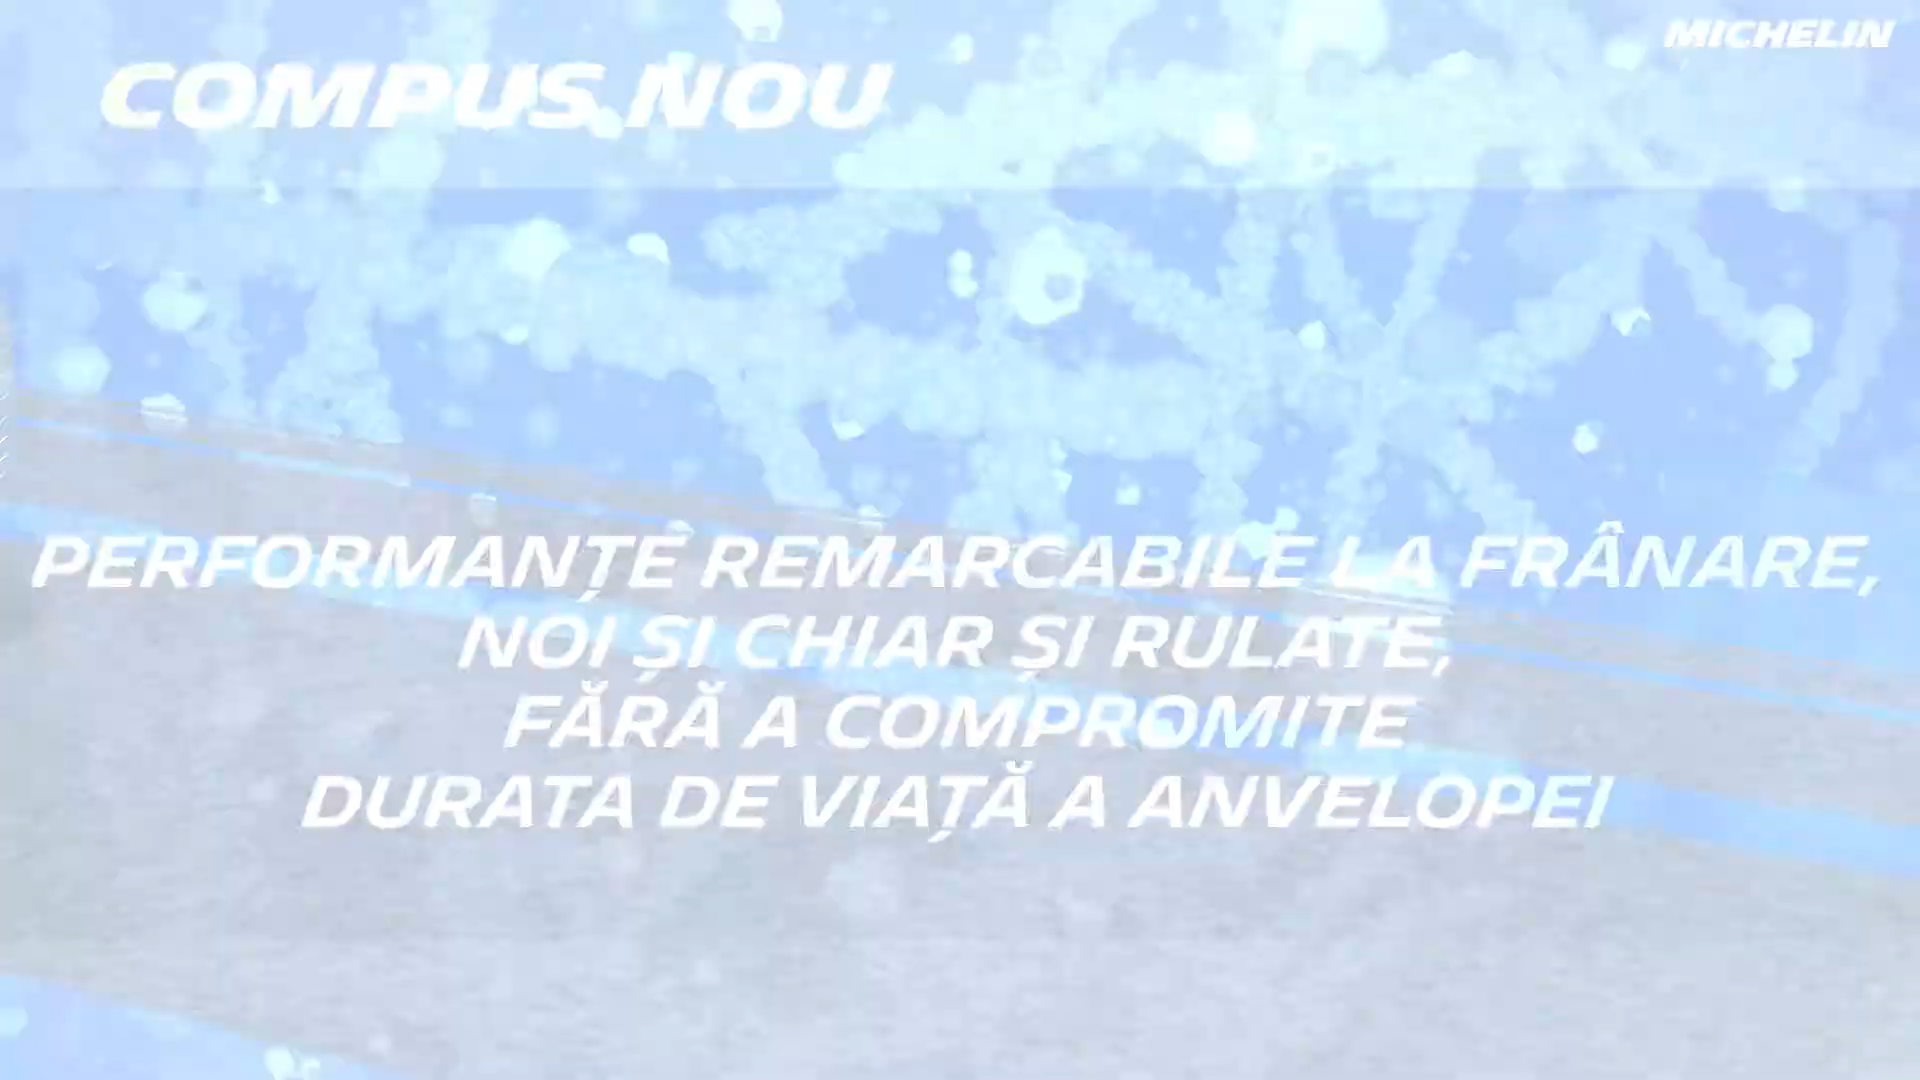 MICHELIN
COMPUS NOU
PERFORMANȚE REMARCABILE LA FRÂNARE,
NOI ȘI CHIAR ȘI RULATE,
FĂRĂ A COMPROMITE
DURATA DE VIAȚĂ A ANVELOPEI